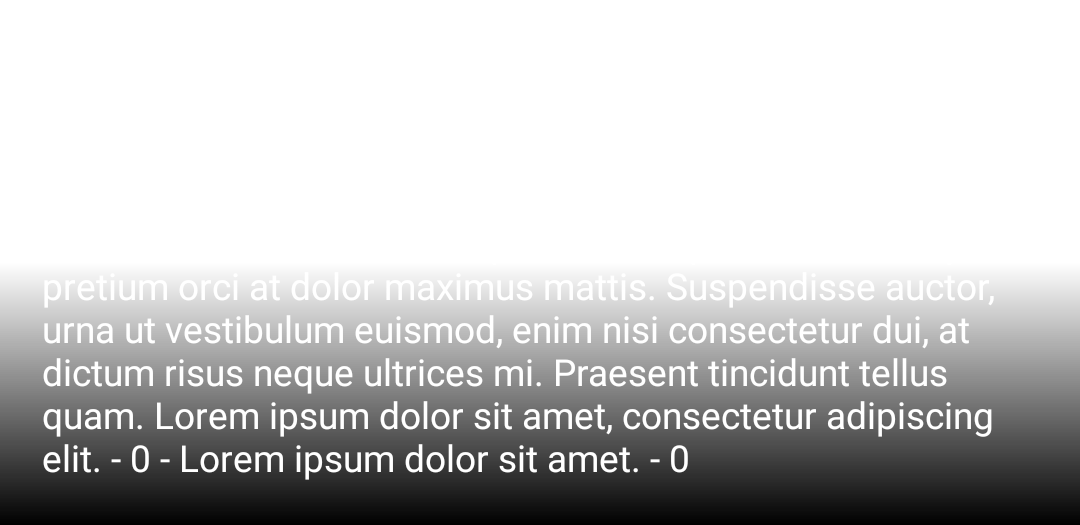 pretium orci at dolor maximus mattis. Suspendisse auctor,
urna ut vestibulum euismod, enim nisi consectetur dui, at
dictum risus neque ultrices mi. Praesent tincidunt tellus
quam. Lorem ipsum dolor sit amet, consectetur adipiscing
elit. - 0 - Lorem ipsum dolor sit amet. - 0